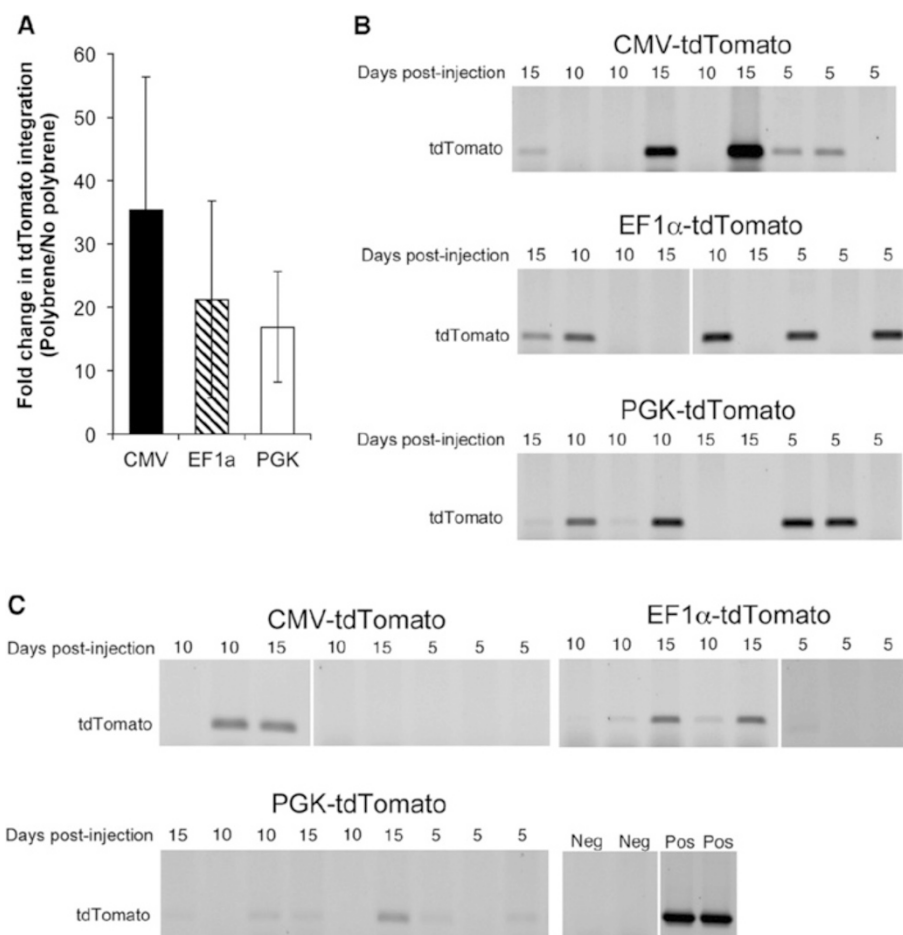 A
Fold change in tdTomato integration
(Polybrene/No polybrene)
60
50
40
30
20
10
0
CMV EF1a PGK
B
CMV-tdTomato
Days post-injection 15 10 10 15 10 15 5 5 5
tdTomato
EF1α-tdTomato
Days post-injection 15 10 10 15 10 15 5 5 5
tdTomato
PGK-tdTomato
Days post-injection 15 10 10 10 15 15 5 5 5
tdTomato
C
CMV-tdTomato
Days post-injection 10 10 15 10 15 5 5 5
tdTomato
EF1α-tdTomato
10 10 15 10 15 5 5 5
PGK-tdTomato
Days post-injection 15 10 10 15 10 15 5 5 5
tdTomato
Neg Neg Pos Pos